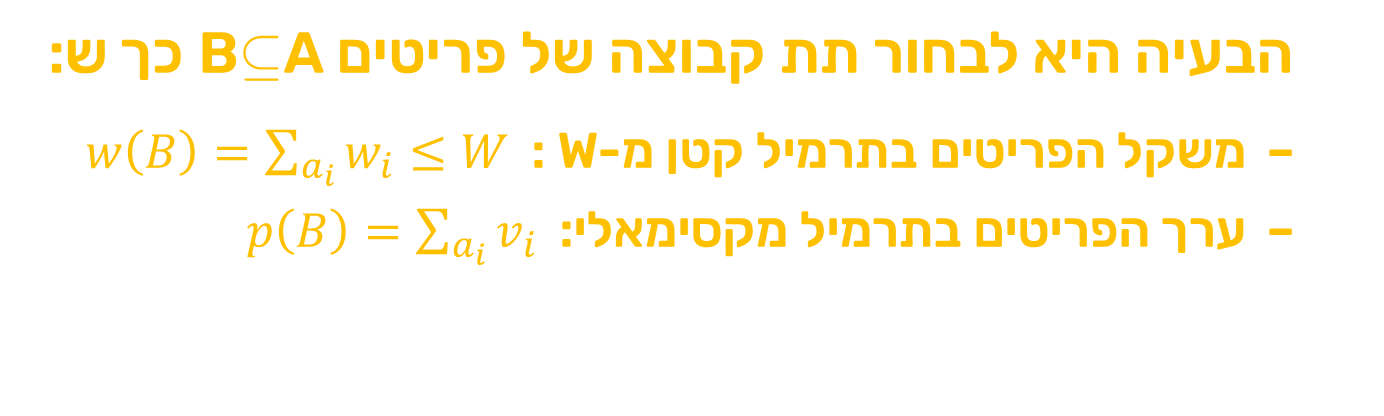 הבעיה היא לבחור תת קבוצה של פריטים B⊆A כך ש:
– משקל הפריטים בתרמיל קטן מ-W : w(B) = ∑_{a_i} w_i ≤ W
– ערך הפריטים בתרמיל מקסימאלי: p(B) = ∑_{a_i} v_i